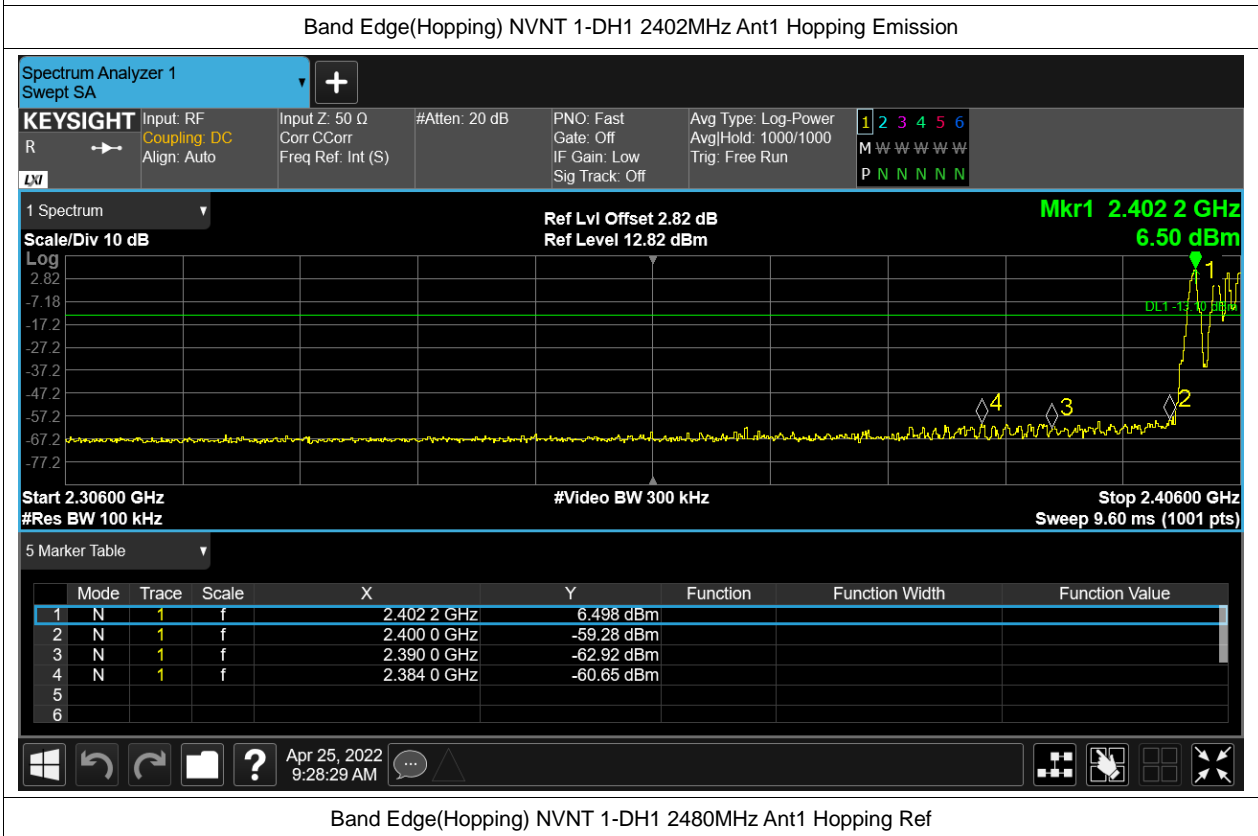 Band Edge(Hopping) NVNT 1-DH1 2402MHz Ant1 Hopping Emission
Spectrum Analyzer 1
Swept SA
KEYSIGHT
R
LXI
Input: RF
Coupling: DC
Align: Auto
Input Z: 50 Ω
Corr CCorr
Freq Ref: Int (S)
#Atten: 20 dB
PNO: Fast
Gate: Off
IF Gain: Low
Sig Track: Off
Avg Type: Log-Power
Avg|Hold: 1000/1000
Trig: Free Run
1 2 3 4 5 6
M W W W W W
P N N N N N
1 Spectrum
Scale/Div 10 dB
Ref Lvl Offset 2.82 dB
Ref Level 12.82 dBm
Mkr1 2.402 2 GHz
6.50 dBm
Log
2.82
-7.18
-17.2
-27.2
-37.2
-47.2
-57.2
-67.2
-77.2
1
DL1 -13.10 dBm
4
3
2
Start 2.30600 GHz
#Video BW 300 kHz
Stop 2.40600 GHz
#Res BW 100 kHz
Sweep 9.60 ms (1001 pts)
5 Marker Table
Mode Trace Scale X Y Function Function Width Function Value
1 N 1 f 2.402 2 GHz 6.498 dBm
2 N 1 f 2.400 0 GHz -59.28 dBm
3 N 1 f 2.390 0 GHz -62.92 dBm
4 N 1 f 2.384 0 GHz -60.65 dBm
5
6
?
Apr 25, 2022
9:28:29 AM
Band Edge(Hopping) NVNT 1-DH1 2480MHz Ant1 Hopping Ref